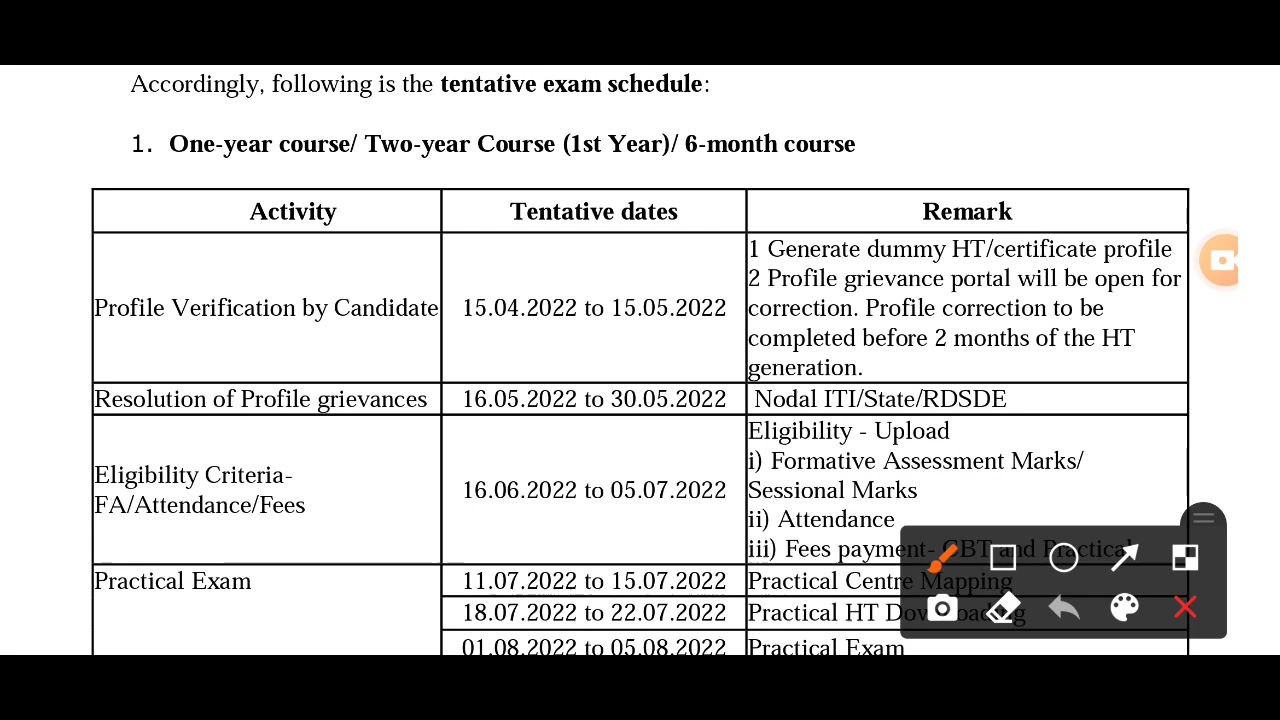 Accordingly, following is the tentative exam schedule:
1. One-year course/ Two-year Course (1st Year)/ 6-month course
Activity
Tentative dates
Remark
Profile Verification by Candidate
15.04.2022 to 15.05.2022
1 Generate dummy HT/certificate profile
2 Profile grievance portal will be open for
correction. Profile correction to be
completed before 2 months of the HT
generation.
Resolution of Profile grievances
16.05.2022 to 30.05.2022
Nodal ITI/State/RDSDE
Eligibility Criteria-
FA/Attendance/Fees
16.06.2022 to 05.07.2022
Eligibility - Upload
i) Formative Assessment Marks/
Sessional Marks
ii) Attendance
iii) Fees payment- CBT and Practical
Practical Exam
11.07.2022 to 15.07.2022
Practical Centre Mapping
18.07.2022 to 22.07.2022
Practical HT Downloading
01.08.2022 to 05.08.2022
Practical Exam